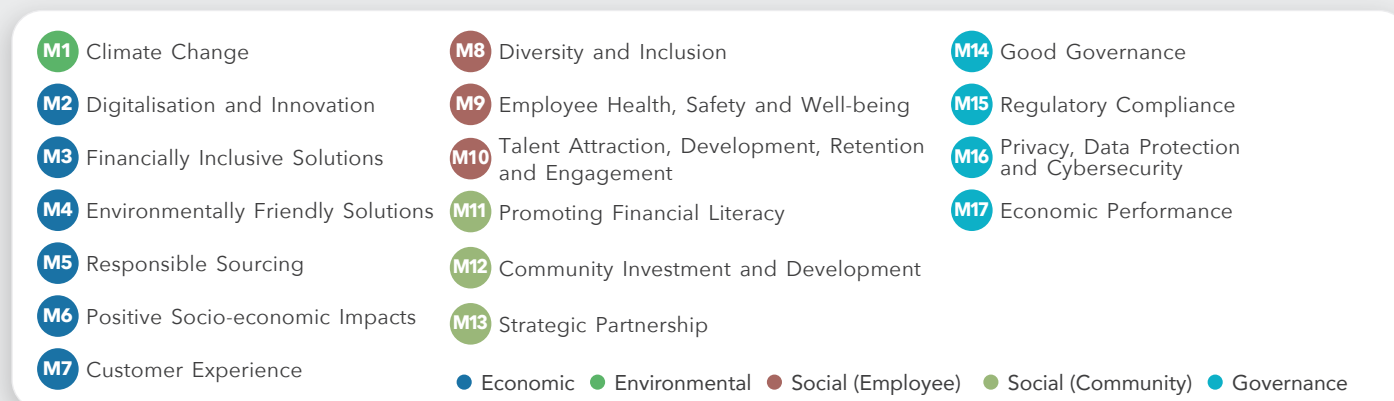 M1 Climate Change
M2 Digitalisation and Innovation
M3 Financially Inclusive Solutions
M4 Environmentally Friendly Solutions
M5 Responsible Sourcing
M6 Positive Socio-economic Impacts
M7 Customer Experience
M8 Diversity and Inclusion
M9 Employee Health, Safety and Well-being
M10 Talent Attraction, Development, Retention
and Engagement
M11 Promoting Financial Literacy
M12 Community Investment and Development
M13 Strategic Partnership
M14 Good Governance
M15 Regulatory Compliance
M16 Privacy, Data Protection
and Cybersecurity
M17 Economic Performance
Economic Environmental Social (Employee) Social (Community) Governance